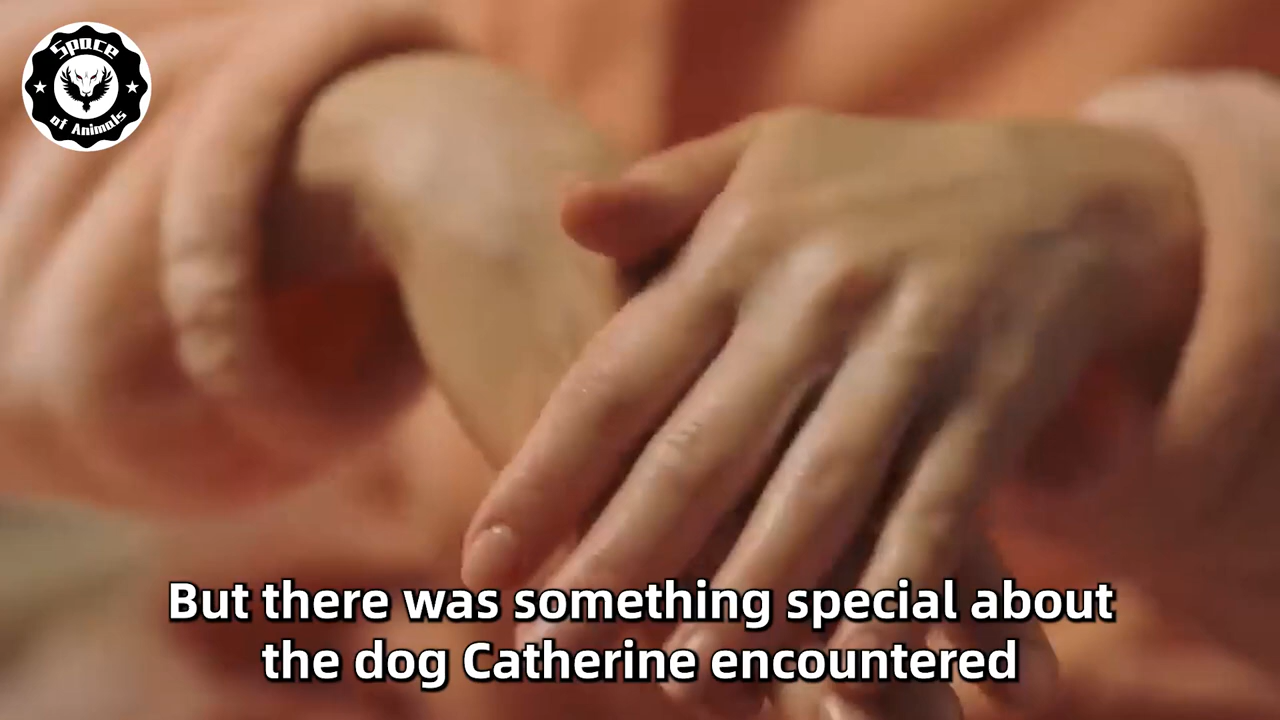 Space
of Animals
But there was something special about
the dog Catherine encountered